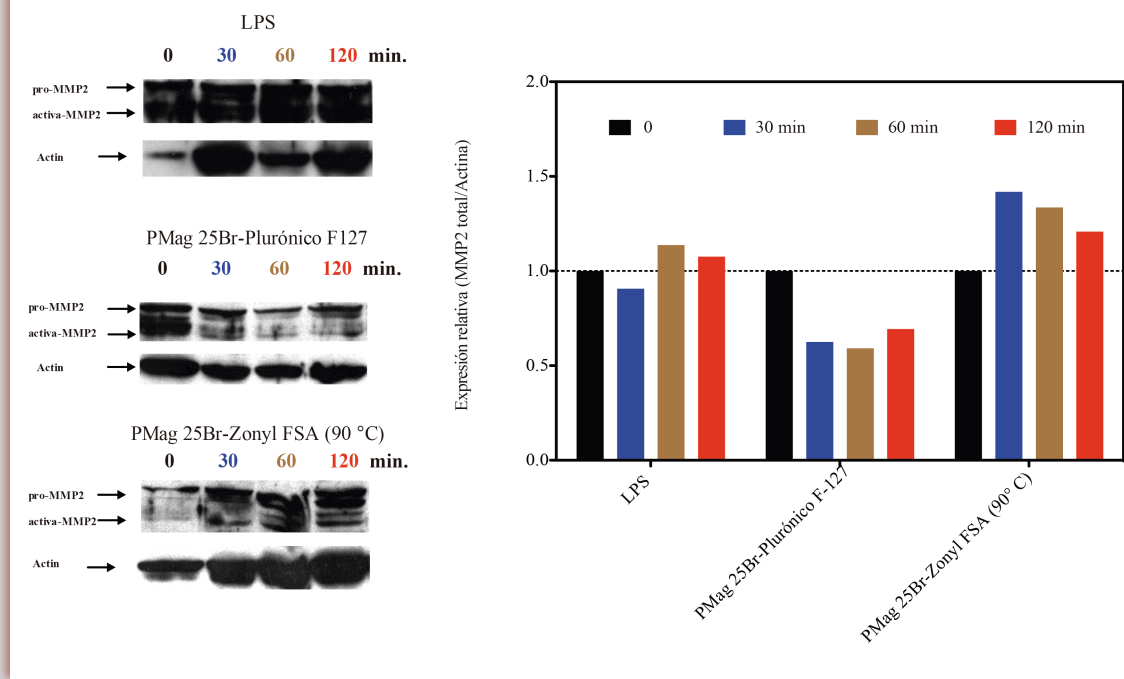 LPS
0 30 60 120 min.
pro-MMP2
activa-MMP2
Actin
PMag 25Br-Plurónico F127
0 30 60 120 min.
pro-MMP2
activa-MMP2
Actin
PMag 25Br-Zonyl FSA (90 °C)
0 30 60 120 min.
pro-MMP2
activa-MMP2
Actin
Expresión relativa (MMP2 total/Actina)
2.0
1.5
1.0
0.5
0.0
0 30 min 60 min 120 min
LPS
PMag 25Br-Plurónico F-127
PMag 25Br-Zonyl FSA (90° C)